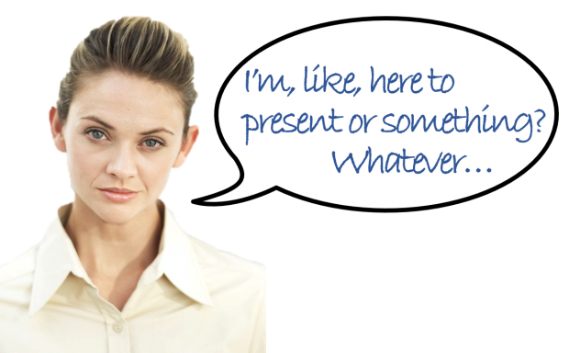 I'm, like, here to
present or something?
Whatever...